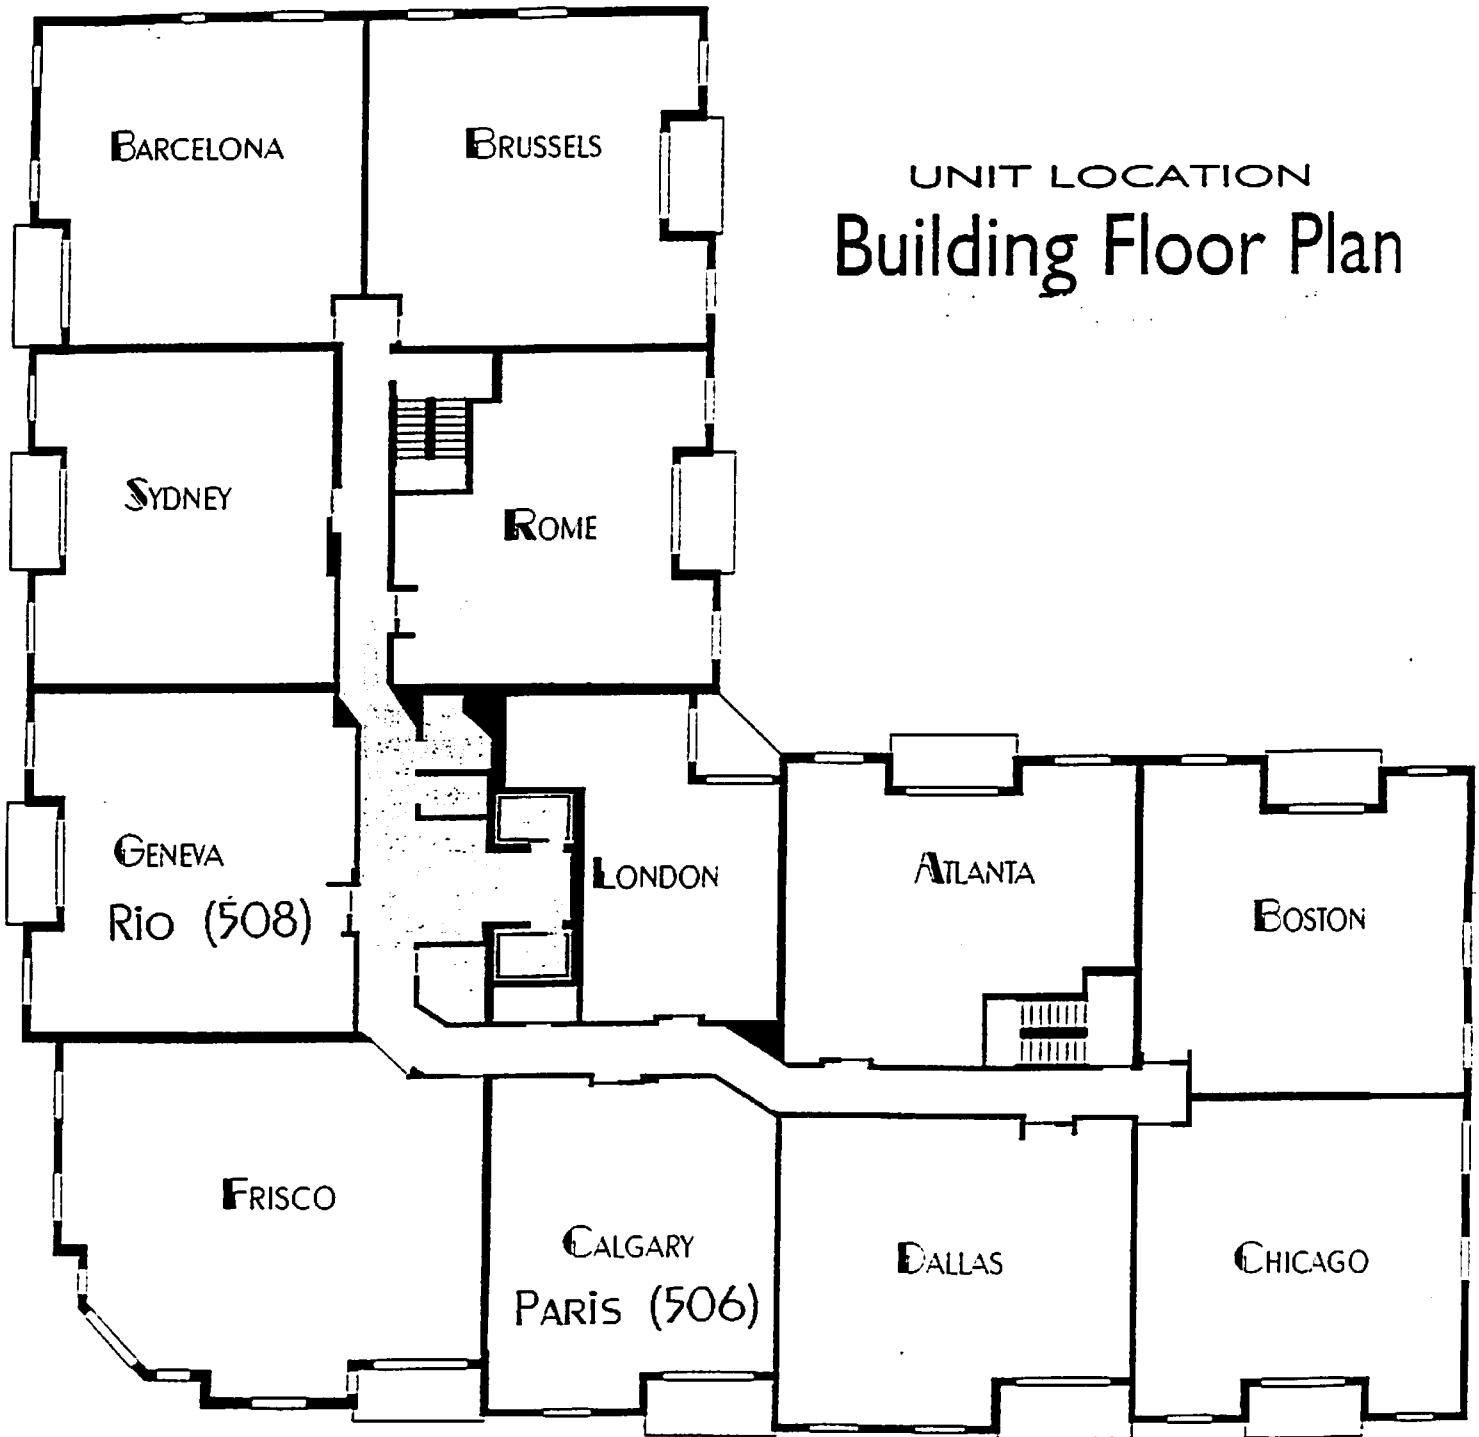 BARCELONA
BRUSSELS
UNIT LOCATION
Building Floor Plan
SYDNEY
ROME
GENEVA
Rio (508)
LONDON
ATLANTA
BOSTON
FRISCO
CALGARY
PARiS (506)
DALLAS
CHICAGO